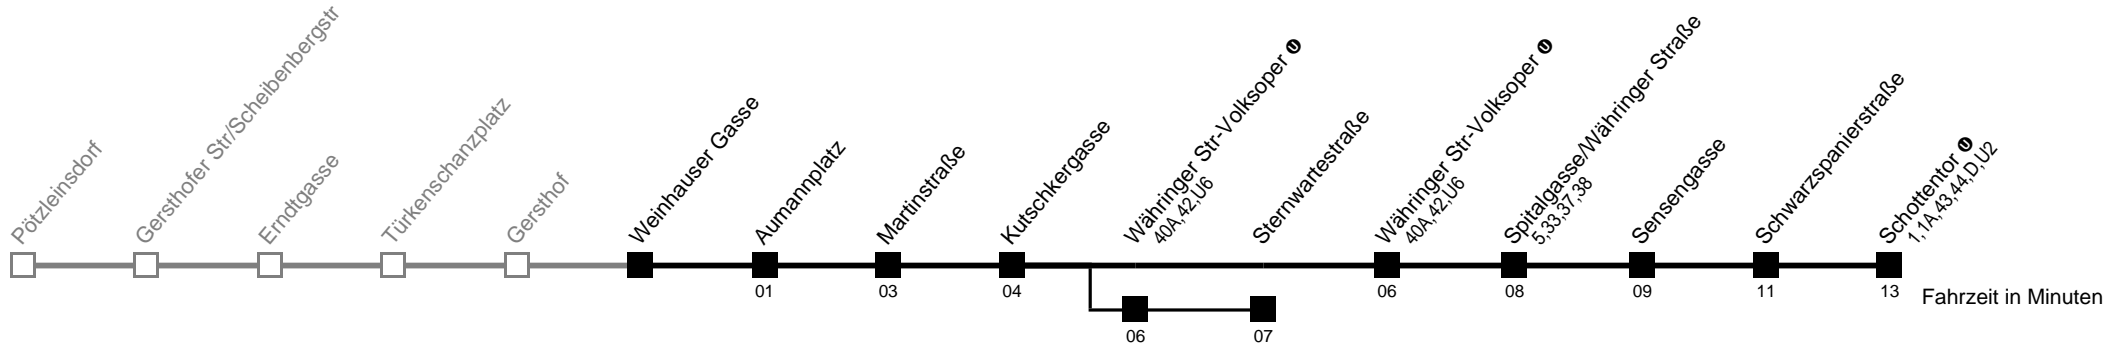 Pötzleinsdorf
Gersthofer Str/Scheibenbergstr
Erndtgasse
Türkenschanzplatz
Gersthof
Weinhauser Gasse
Aumannplatz
Martinstraße
Kutschkergasse
Währinger Str-Volksoper U
40A,42,U6
Sternwartestraße
Währinger Str-Volksoper U
40A,42,U6
Spitalgasse/Währinger Straße
5,33,37,38
Sensengasse
Schwarzspanierstraße
Schottentor U
1,1A,43,44,D,U2
01
03
04
06
08
09
11
13
Fahrzeit in Minuten
06
07